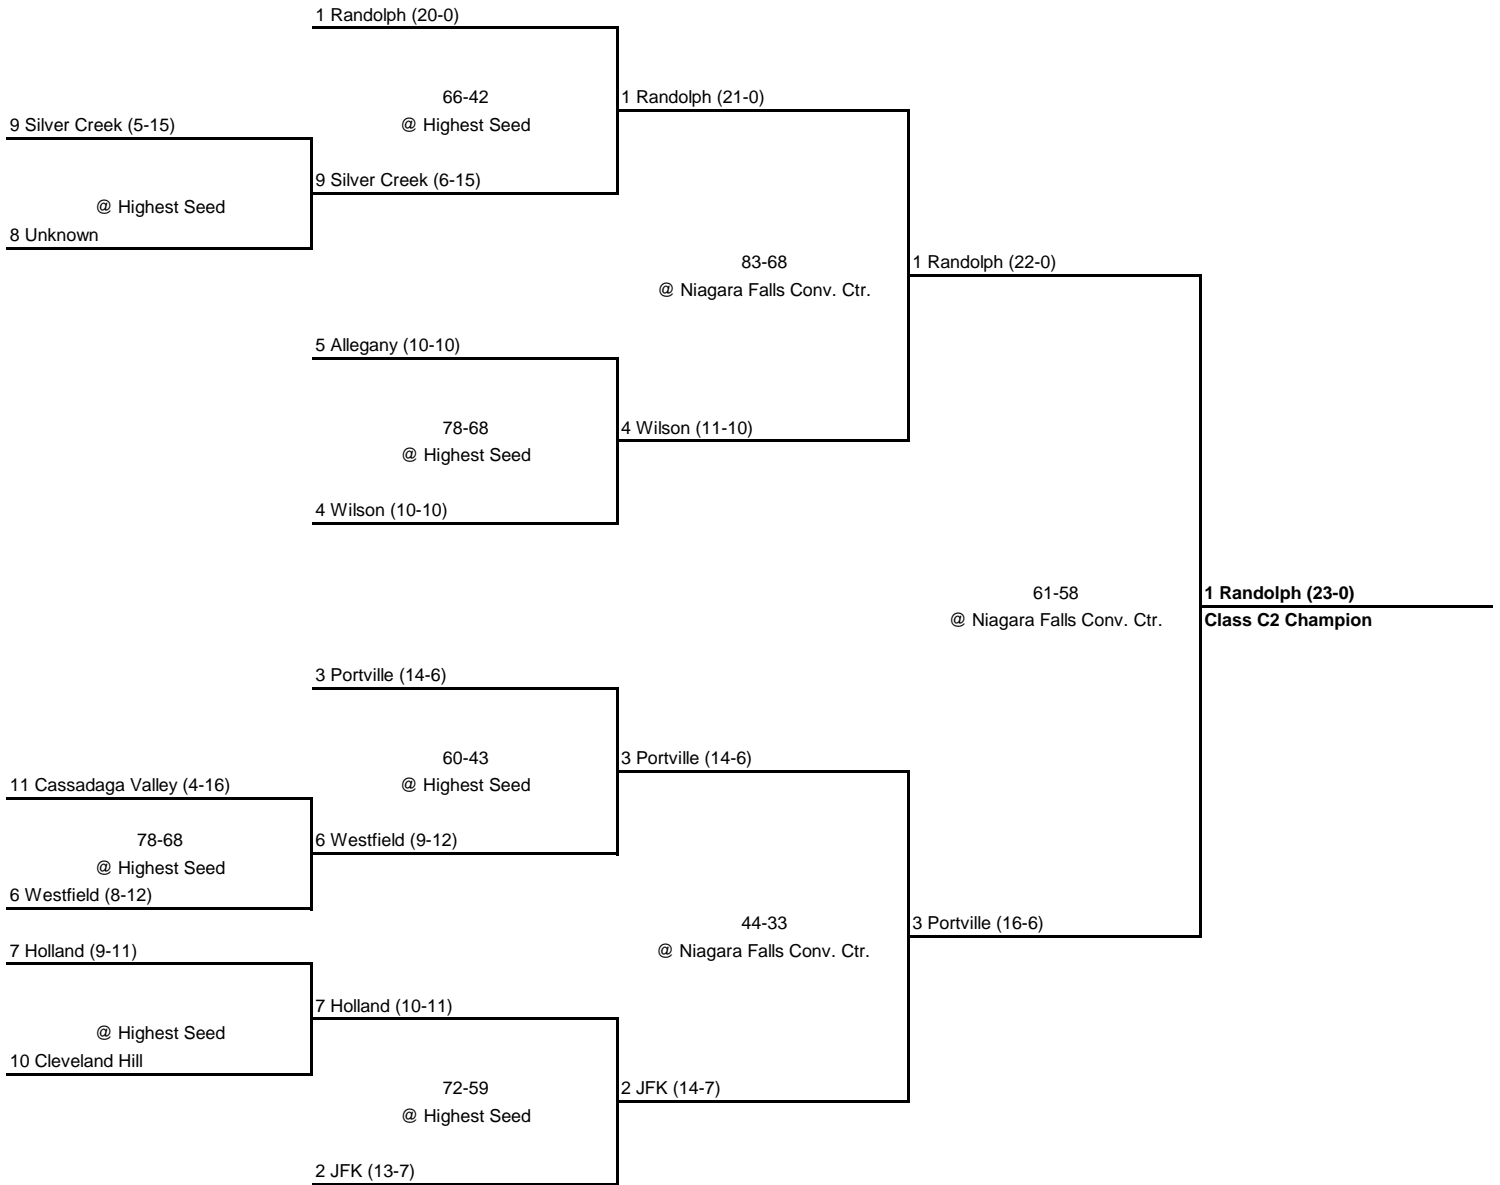 1 Randolph (20-0)
66-42
@ Highest Seed
1 Randolph (21-0)
9 Silver Creek (5-15)
9 Silver Creek (6-15)
@ Highest Seed
8 Unknown
83-68
@ Niagara Falls Conv. Ctr.
1 Randolph (22-0)
5 Allegany (10-10)
78-68
@ Highest Seed
4 Wilson (11-10)
4 Wilson (10-10)
61-58
@ Niagara Falls Conv. Ctr.
1 Randolph (23-0)
Class C2 Champion
3 Portville (14-6)
60-43
@ Highest Seed
3 Portville (14-6)
11 Cassadaga Valley (4-16)
78-68
@ Highest Seed
6 Westfield (9-12)
6 Westfield (8-12)
44-33
@ Niagara Falls Conv. Ctr.
3 Portville (16-6)
7 Holland (9-11)
7 Holland (10-11)
@ Highest Seed
10 Cleveland Hill
72-59
@ Highest Seed
2 JFK (14-7)
2 JFK (13-7)